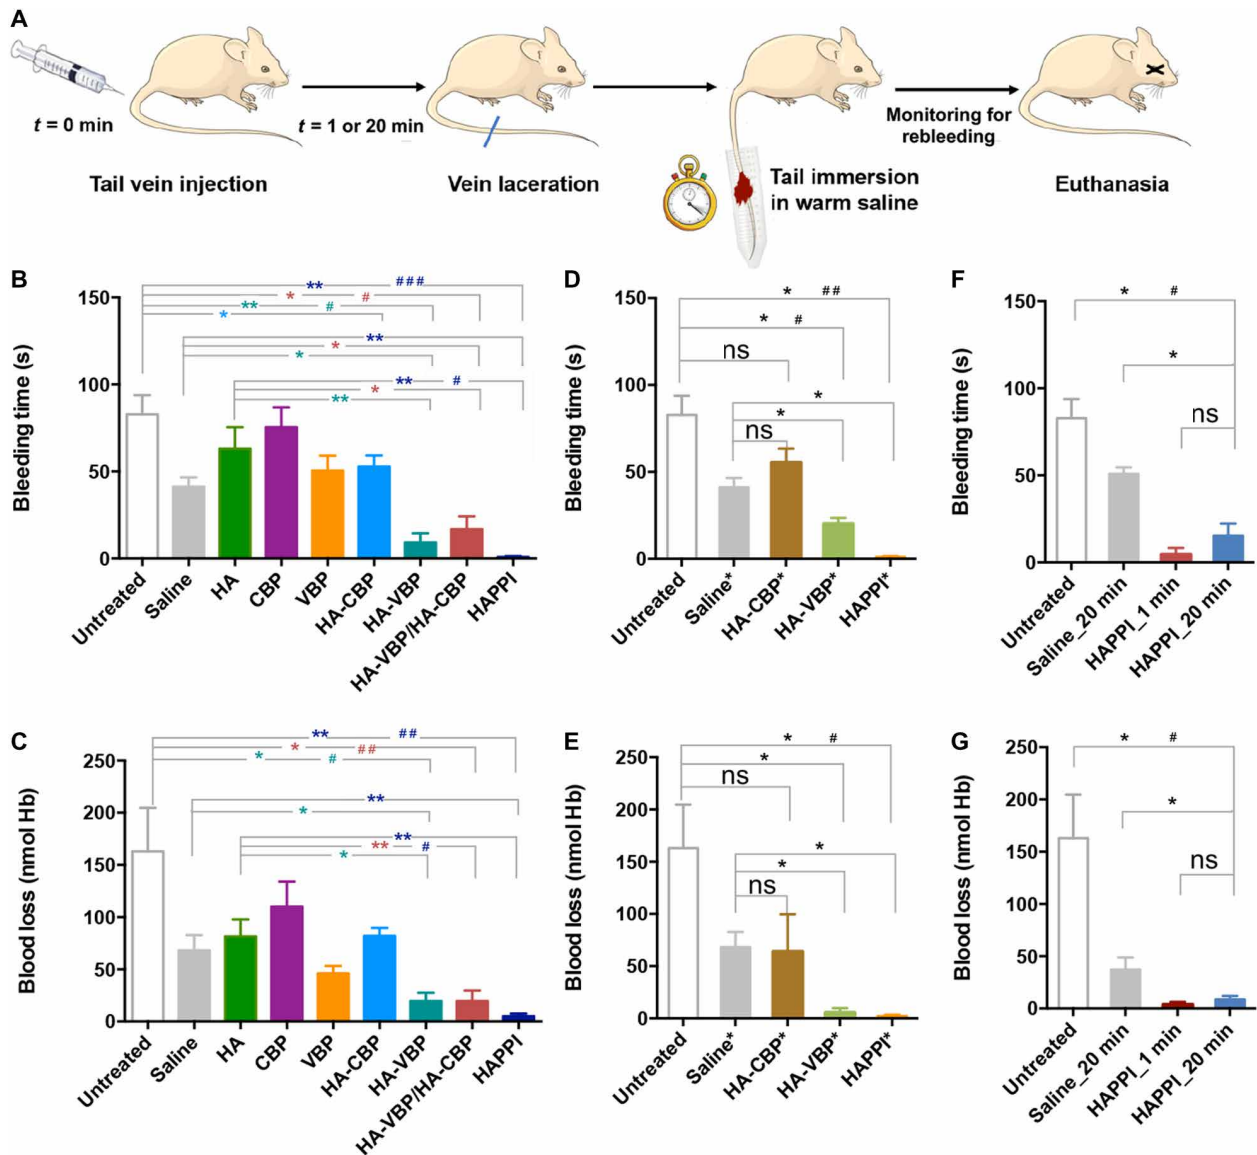 A
t = 0 min
t = 1 or 20 min
Monitoring for
rebleeding
Tail vein injection
Vein laceration
Tail immersion
in warm saline
Euthanasia
B
Bleeding time (s)
150
100
50
0
** ###
* #
** #
*
**
*
*
** #
*
**
Untreated
Saline
HA
CBP
VBP
HA-CBP
HA-VBP
HA-VBP/HA-CBP
HAPPI
D
Bleeding time (s)
150
100
50
0
* ##
* #
ns
*
*
ns
Untreated
Saline*
HA-CBP*
HA-VBP*
HAPPI*
F
Bleeding time (s)
150
100
50
0
* #
*
ns
Untreated
Saline_20 min
HAPPI_1 min
HAPPI_20 min
C
Blood loss (nmol Hb)
250
200
150
100
50
0
** ##
* ##
* #
**
*
**
** #
*
Untreated
Saline
HA
CBP
VBP
HA-CBP
HA-VBP
HA-VBP/HA-CBP
HAPPI
E
Blood loss (nmol Hb)
250
200
150
100
50
0
* #
*
ns
*
*
ns
Untreated
Saline*
HA-CBP*
HA-VBP*
HAPPI*
G
Blood loss (nmol Hb)
250
200
150
100
50
0
* #
*
ns
Untreated
Saline_20 min
HAPPI_1 min
HAPPI_20 min